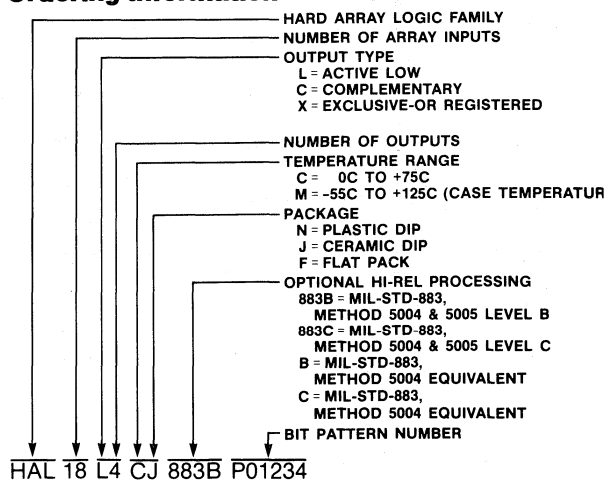 HARD ARRAY LOGIC FAMILY
NUMBER OF ARRAY INPUTS
OUTPUT TYPE
L = ACTIVE LOW
C = COMPLEMENTARY
X = EXCLUSIVE-OR REGISTERED
NUMBER OF OUTPUTS
TEMPERATURE RANGE
C = 0C TO +75C
M = -55C TO +125C (CASE TEMPERATUR
PACKAGE
N = PLASTIC DIP
J = CERAMIC DIP
F = FLAT PACK
OPTIONAL HI-REL PROCESSING
883B = MIL-STD-883,
METHOD 5004 & 5005 LEVEL B
883C = MIL-STD-883,
METHOD 5004 & 5005 LEVEL C
B = MIL-STD-883,
METHOD 5004 EQUIVALENT
C = MIL-STD-883,
METHOD 5004 EQUIVALENT
BIT PATTERN NUMBER
HAL 18 L4 CJ 883B P01234